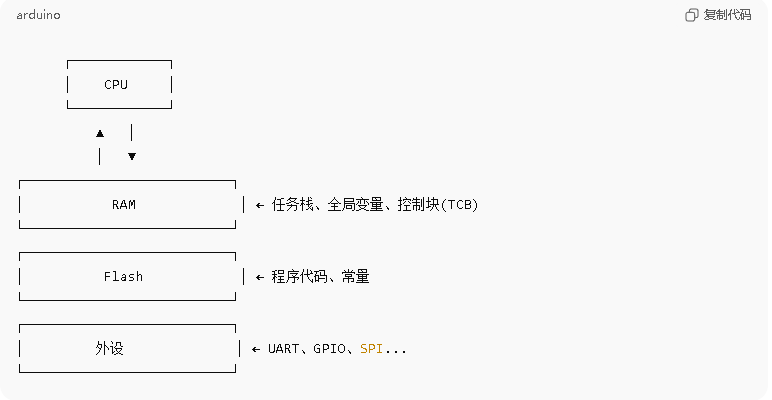 arduino 复制代码
CPU
RAM ← 任务栈、全局变量、控制块(TCB)
Flash ← 程序代码、常量
外设 ← UART、GPIO、SPI...